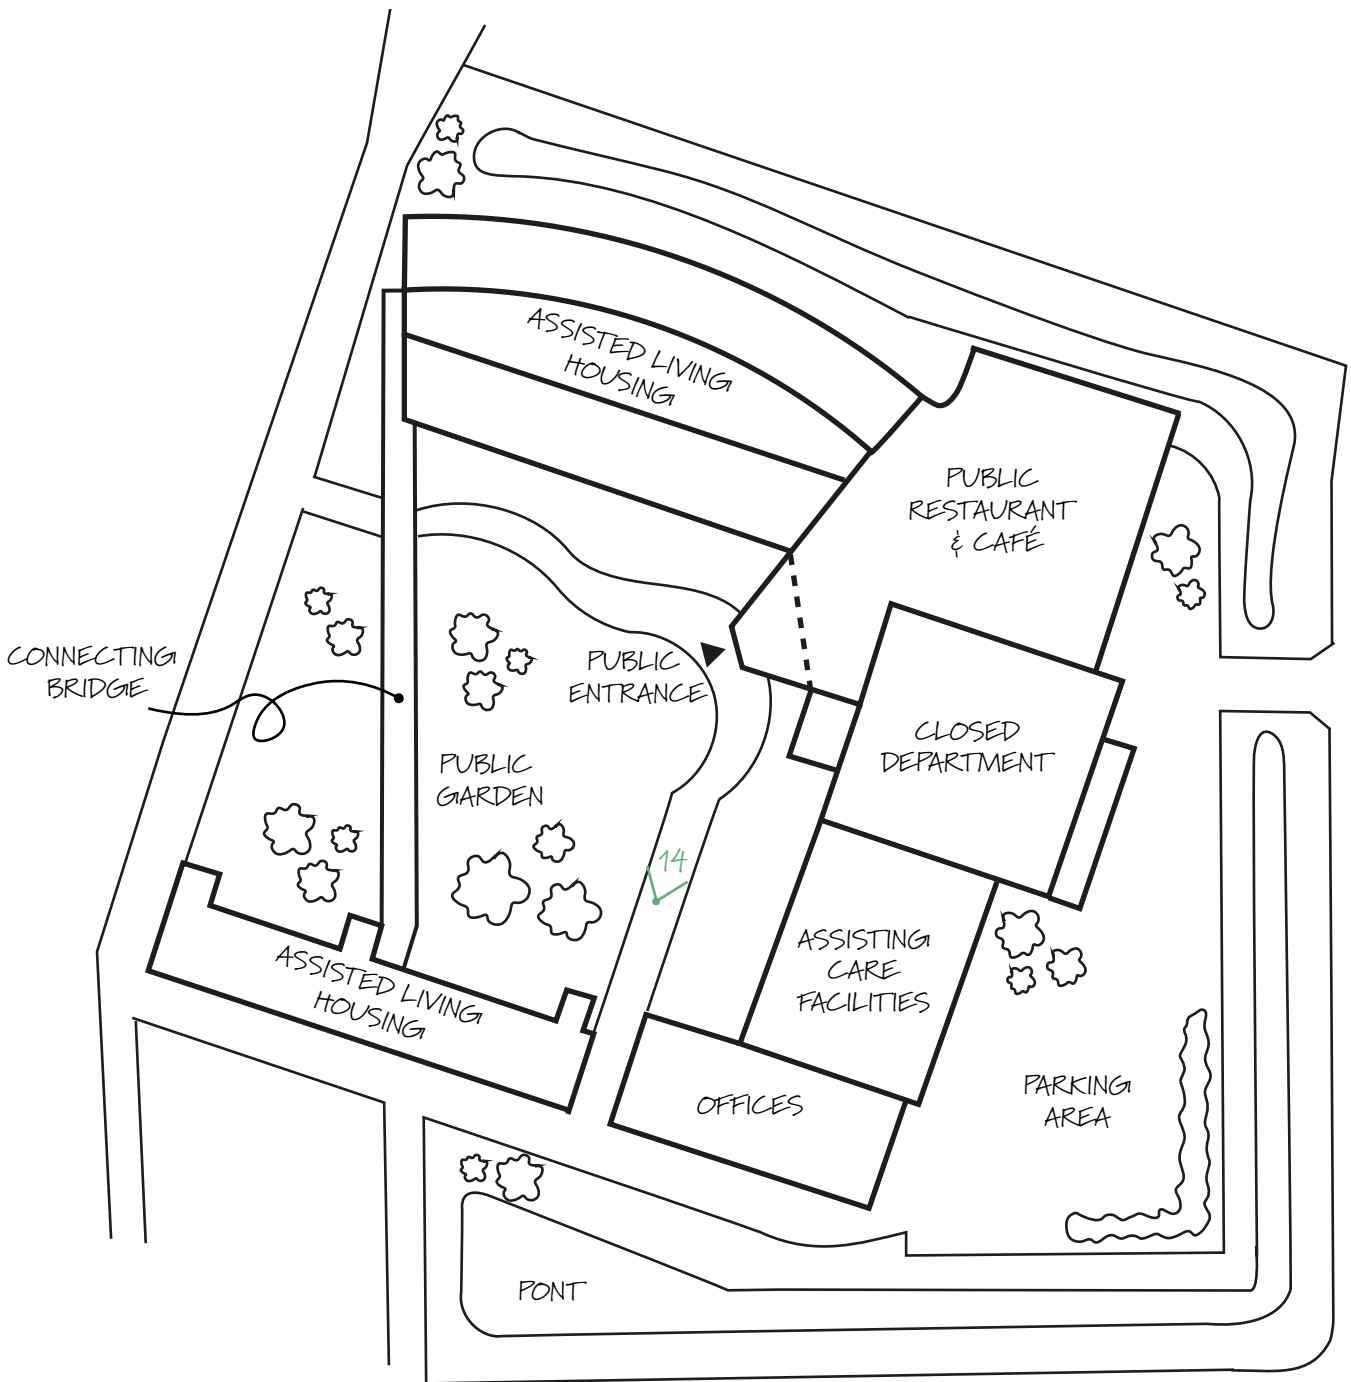 ASSISTED LIVING
HOUSING
PUBLIC
RESTAURANT
& CAFÉ
CONNECTING
BRIDGE
PUBLIC
ENTRANCE
CLOSED
DEPARTMENT
PUBLIC
GARDEN
14
ASSISTING
CARE
FACILITIES
ASSISTED LIVING
HOUSING
OFFICES
PARKING
AREA
PONT